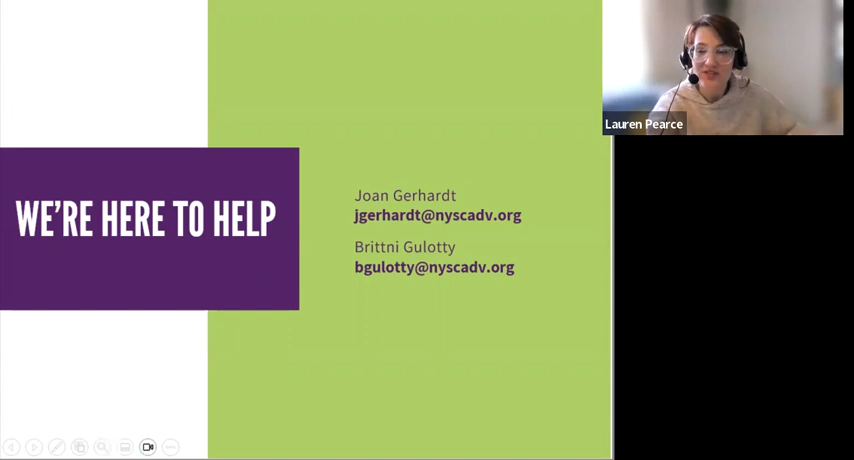 WE'RE HERE TO HELP
Joan Gerhardt
jgerhardt@nyscadv.org
Brittni Gulotty
bgulotty@nyscadv.org
Lauren Pearce